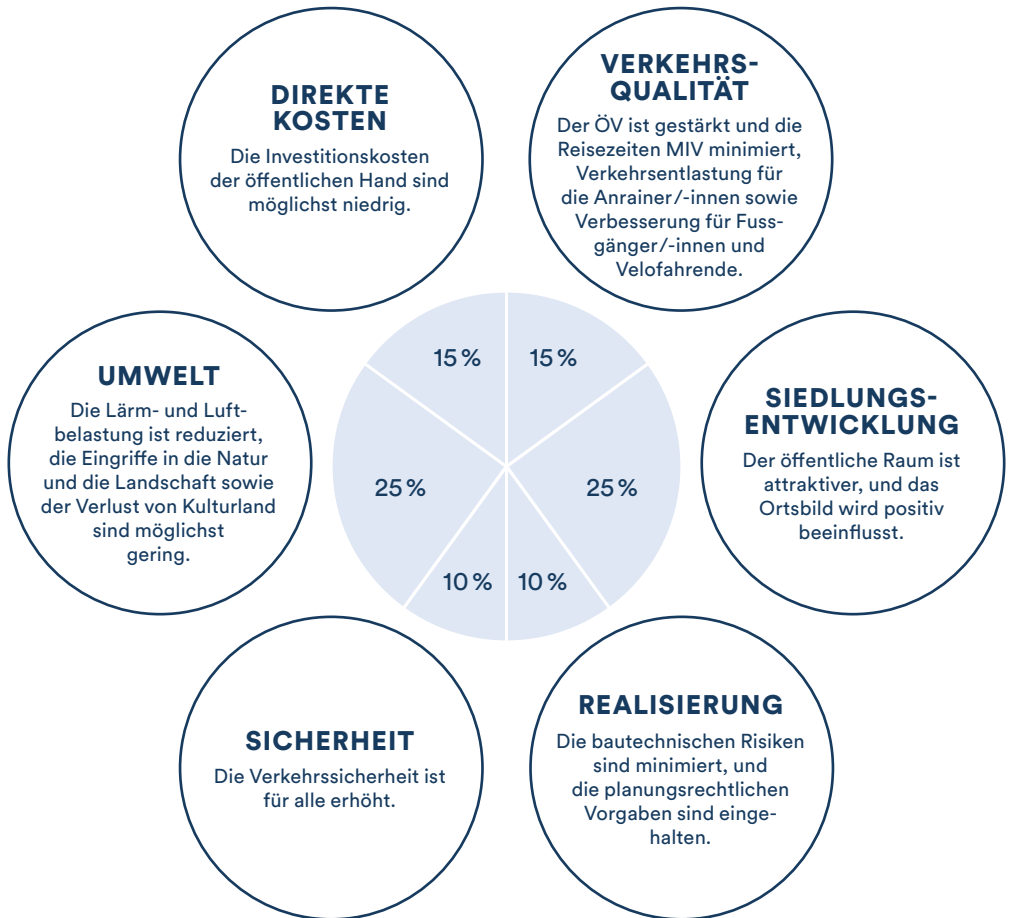 DIREKTE
KOSTEN
Die Investitionskosten
der öffentlichen Hand sind
möglichst niedrig.
VERKEHRS-
QUALITÄT
Der ÖV ist gestärkt und die
Reisezeiten MIV minimiert,
Verkehrsentlastung für
die Anrainer/-innen sowie
Verbesserung für Fuss-
gänger/-innen und
Velofahrende.
15 %
15 %
UMWELT
Die Lärm- und Luft-
belastung ist reduziert,
die Eingriffe in die Natur
und die Landschaft sowie
der Verlust von Kulturland
sind möglichst
gering.
25 %
25 %
SIEDLUNGS-
ENTWICKLUNG
Der öffentliche Raum ist
attraktiver, und das
Ortsbild wird positiv
beeinflusst.
10 %
10 %
SICHERHEIT
Die Verkehrssicherheit ist
für alle erhöht.
REALISIERUNG
Die bautechnischen Risiken
sind minimiert, und
die planungsrechtlichen
Vorgaben sind einge-
halten.